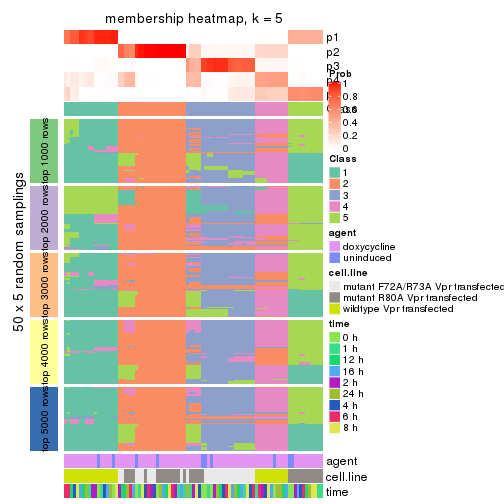 membership heatmap, k = 5
p1
p2
p3
p4
Prob
1
0.8
0.6
0.4
0.2
0
Class
1
2
3
4
5
agent
doxycycline
uninduced
cell.line
mutant F72A/R73A Vpr transfected
mutant R80A Vpr transfected
wildtype Vpr transfected
time
0 h
1 h
12 h
16 h
2 h
24 h
4 h
6 h
8 h
50 x 5 random samplings
top 1000 rows
top 2000 rows
top 3000 rows
top 4000 rows
top 5000 rows
agent
cell.line
time